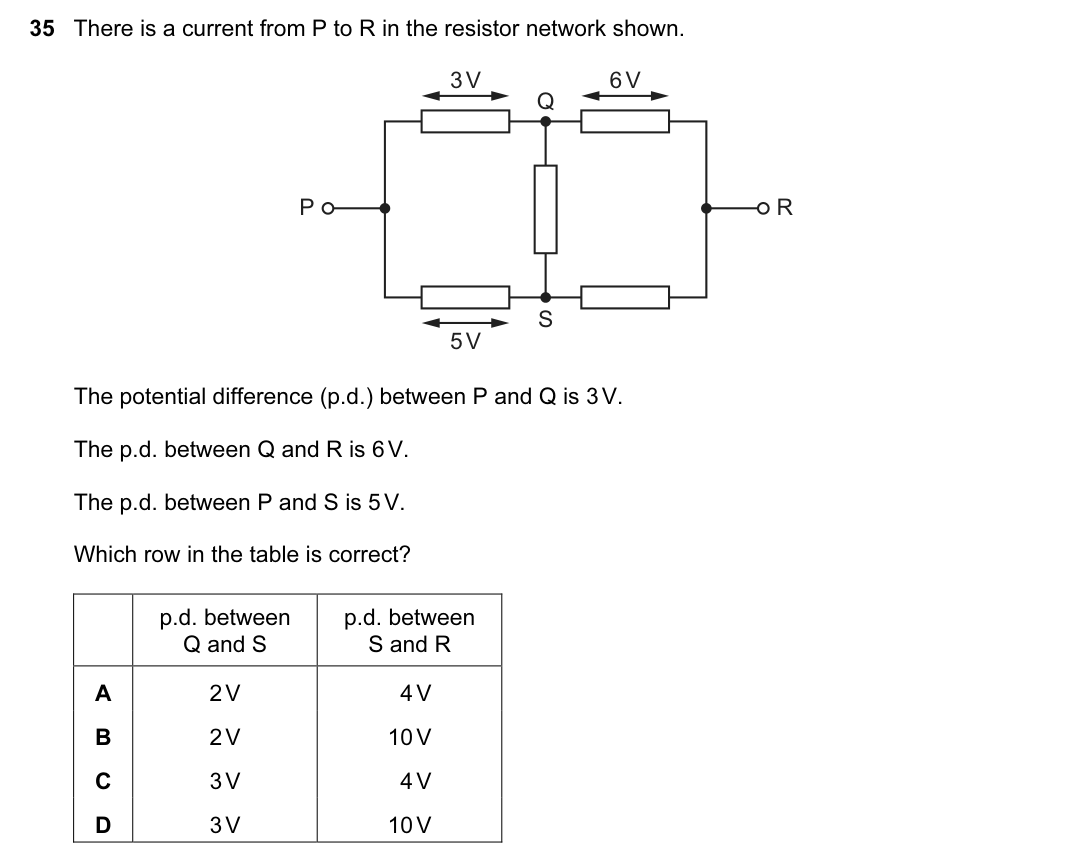 35 There is a current from P to R in the resistor network shown.
3 V
6 V
Q
P
R
S
5 V
The potential difference (p.d.) between P and Q is 3 V.
The p.d. between Q and R is 6 V.
The p.d. between P and S is 5 V.
Which row in the table is correct?
p.d. between Q and S
p.d. between S and R
A 2 V 4 V
B 2 V 10 V
C 3 V 4 V
D 3 V 10 V